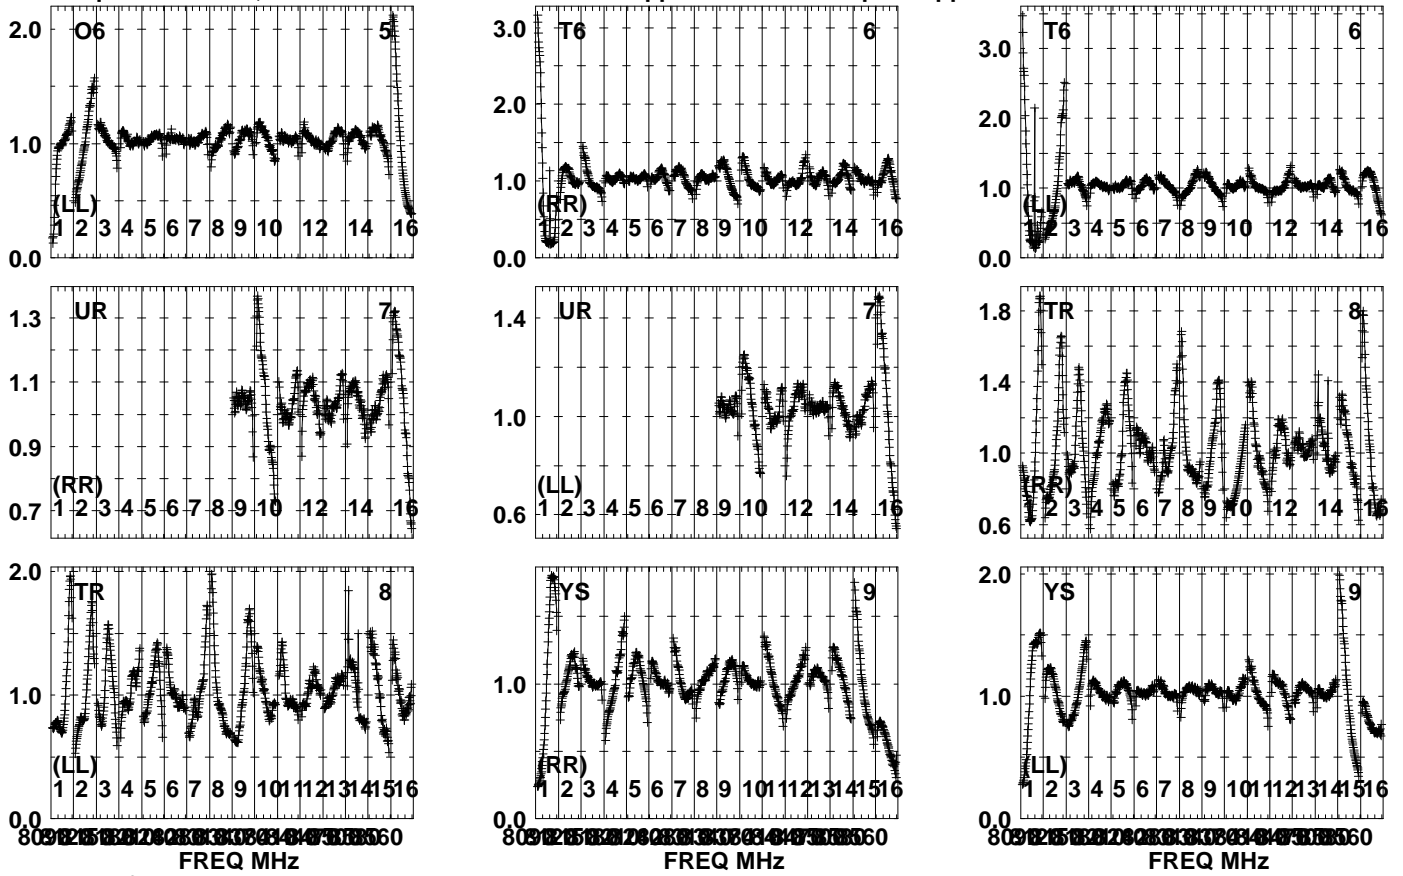 2.0 O6 5
1.0
(LL)
1 2 3 4 5 6 7 8 9 10 12 14 16
0.0
3.0 T6 6
2.0
1.0
(RR)
1 2 3 4 5 6 7 8 9 10 12 14 16
0.0
T6 6
3.0
2.0
1.0
(LL)
1 2 3 4 5 6 7 8 9 10 12 14 16
0.0
UR 7
1.3
1.1
0.9
(RR)
0.7 1 2 3 4 5 6 7 8 9 10 12 14 16
UR 7
1.4
1.0
(LL)
0.6 1 2 3 4 5 6 7 8 9 10 12 14 16
1.8 TR 8
1.4
1.0
(RR)
0.6 1 2 3 4 5 6 7 8 9 10 12 14 16
2.0 TR 8
1.0
(LL)
1 2 3 4 5 6 7 8 9 10 11 12 13 14 15 16
0.0
FREQ MHz
YS 9
1.0
(RR)
1 2 3 4 5 6 7 8 9 10 11 12 13 14 15 16
0.0
FREQ MHz
2.0 YS 9
1.0
(LL)
1 2 3 4 5 6 7 8 9 10 11 12 13 14 15 16
0.0
FREQ MHz